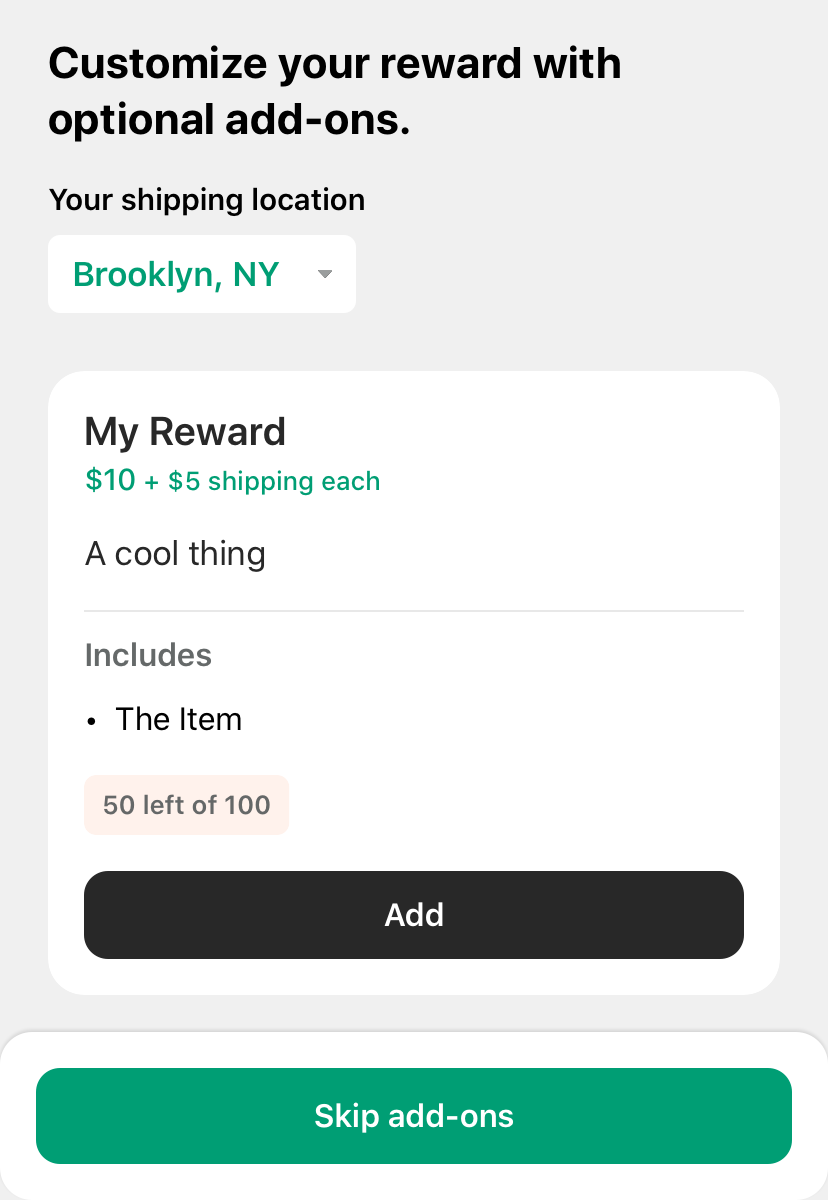 Customize your reward with
optional add-ons.
Your shipping location
Brooklyn, NY
My Reward
$10 + $5 shipping each
A cool thing
Includes
• The Item
50 left of 100
Add
Skip add-ons